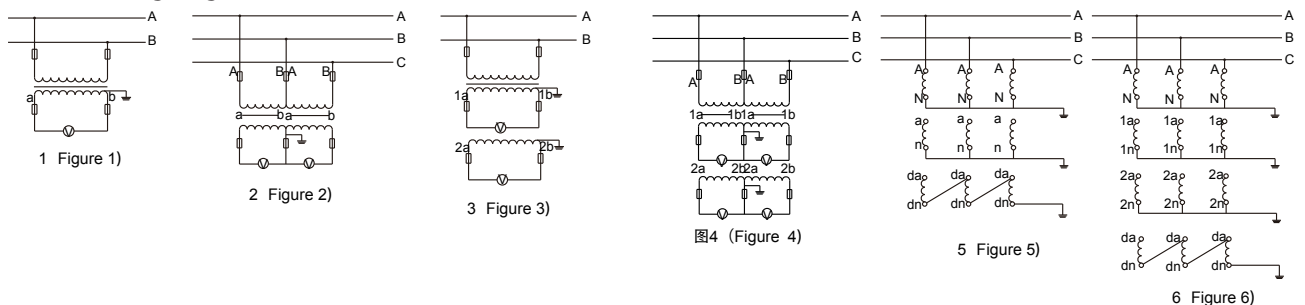 A
B
a b
V
1 Figure 1)
A
B
C
A B A B
a b a b
V V
2 Figure 2)
A
B
1a 1b
V
2a 2b
V
3 Figure 3)
A
B
C
A B A B
1a 1b 1a 1b
V V
2a 2b 2a 2b
V V
图4 (Figure 4)
A
B
C
A A A
N N N
a a a
n n n
da da da
dn dn dn
5 Figure 5)
A
B
C
A A A
N N N
1a 1a 1a
1n 1n 1n
2a 2a 2a
2n 2n 2n
da da da
dn dn dn
6 Figure 6)